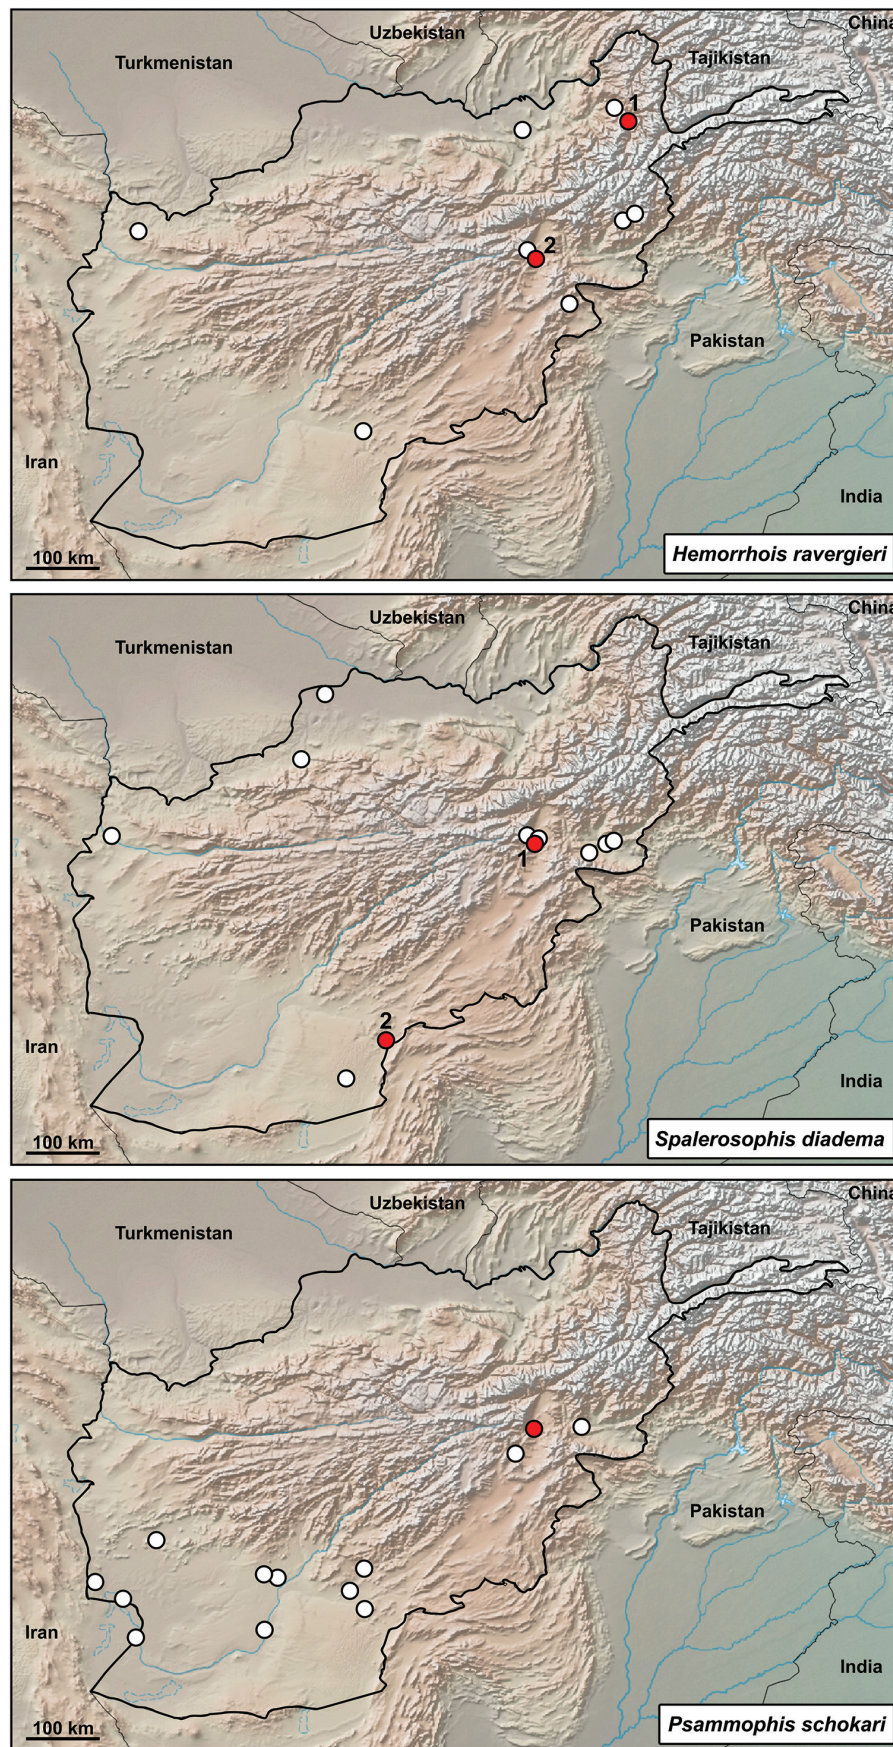 Uzbekistan
China
Turkmenistan
Tajikistan
1
2
Pakistan
Iran
India
100 km
Hemorrhois ravergieri
Uzbekistan
China
Turkmenistan
Tajikistan
1
Pakistan
2
Iran
India
100 km
Spalerosophis diadema
Uzbekistan
China
Turkmenistan
Tajikistan
Pakistan
Iran
India
100 km
Psammophis schokari